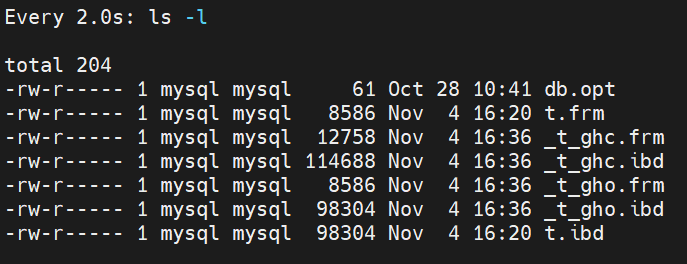 Every 2.0s: ls -l
total 204
-rw-r----- 1 mysql mysql     61 Oct 28 10:41 db.opt
-rw-r----- 1 mysql mysql   8586 Nov  4 16:20 t.frm
-rw-r----- 1 mysql mysql  12758 Nov  4 16:36 _t_ghc.frm
-rw-r----- 1 mysql mysql 114688 Nov  4 16:36 _t_ghc.ibd
-rw-r----- 1 mysql mysql   8586 Nov  4 16:36 _t_gho.frm
-rw-r----- 1 mysql mysql  98304 Nov  4 16:36 _t_gho.ibd
-rw-r----- 1 mysql mysql  98304 Nov  4 16:20 t.ibd